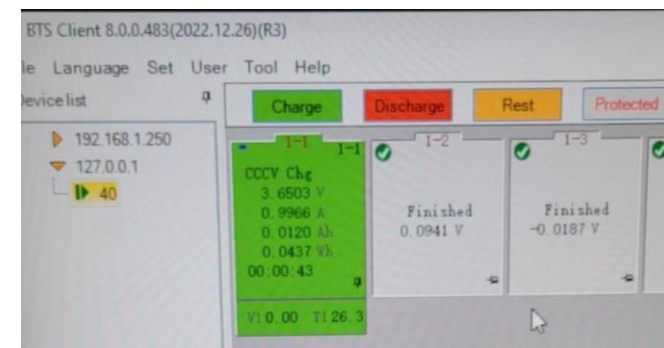 BTS Client 8.0.0.483(2022.12.26)(R3)
le Language Set User Tool Help
Device list
Charge Discharge Rest Protected
192.168.1.250
127.0.0.1
40
1-1 1-1
CCCV Chg
3.6503 V
0.9966 A
0.0120 Ah
0.0437 Wh
00:00:43
V1 0.00 T1 26.3
1-2
Finished
0.0941 V
1-3
Finished
-0.0187 V